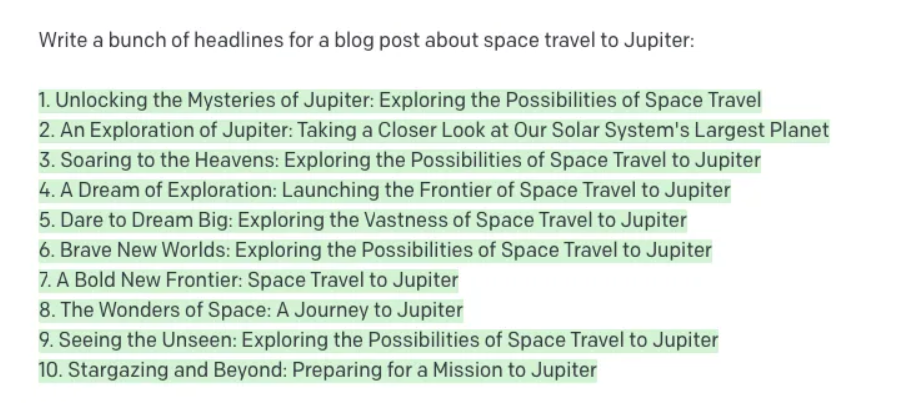 Write a bunch of headlines for a blog post about space travel to Jupiter:
1. Unlocking the Mysteries of Jupiter: Exploring the Possibilities of Space Travel
2. An Exploration of Jupiter: Taking a Closer Look at Our Solar System's Largest Planet
3. Soaring to the Heavens: Exploring the Possibilities of Space Travel to Jupiter
4. A Dream of Exploration: Launching the Frontier of Space Travel to Jupiter
5. Dare to Dream Big: Exploring the Vastness of Space Travel to Jupiter
6. Brave New Worlds: Exploring the Possibilities of Space Travel to Jupiter
7. A Bold New Frontier: Space Travel to Jupiter
8. The Wonders of Space: A Journey to Jupiter
9. Seeing the Unseen: Exploring the Possibilities of Space Travel to Jupiter
10. Stargazing and Beyond: Preparing for a Mission to Jupiter